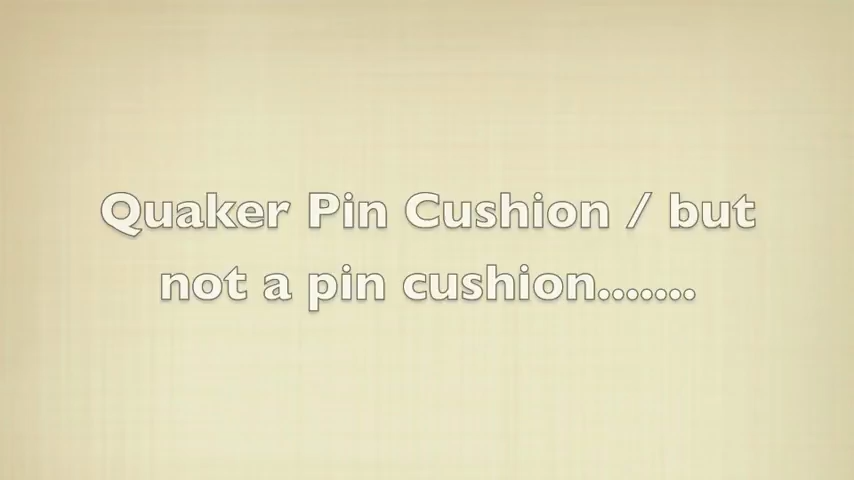 Quaker Pin Cushion / but
not a pin cushion.......